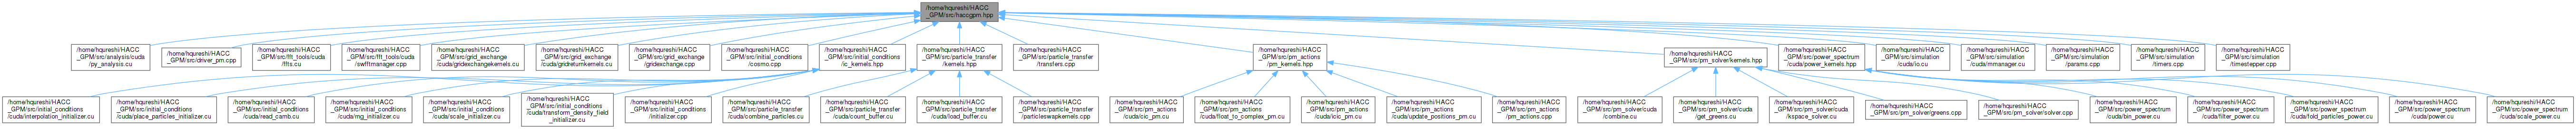 /home/hqureshi/HACC
_GPM/src/haccgpm.hpp
/home/hqureshi/HACC
_GPM/src/analysis/cuda
/py_analysis.cu
/home/hqureshi/HACC
_GPM/src/driver_pm.cpp
/home/hqureshi/HACC
_GPM/src/fft_tools/cuda
/ffts.cu
/home/hqureshi/HACC
_GPM/src/fft_tools/cuda
/swfftmanager.cpp
/home/hqureshi/HACC
_GPM/src/grid_exchange
/cuda/gridexchangekernels.cu
/home/hqureshi/HACC
_GPM/src/grid_exchange
/cuda/gridreturnkernels.cu
/home/hqureshi/HACC
_GPM/src/grid_exchange
/gridexchange.cpp
/home/hqureshi/HACC
_GPM/src/initial_conditions
/cosmo.cpp
/home/hqureshi/HACC
_GPM/src/initial_conditions
/ic_kernels.hpp
/home/hqureshi/HACC
_GPM/src/particle_transfer
/kernels.hpp
/home/hqureshi/HACC
_GPM/src/particle_transfer
/transfers.cpp
/home/hqureshi/HACC
_GPM/src/pm_actions
/pm_kernels.hpp
/home/hqureshi/HACC
_GPM/src/pm_solver/kernels.hpp
/home/hqureshi/HACC
_GPM/src/power_spectrum
/cuda/power_kernels.hpp
/home/hqureshi/HACC
_GPM/src/simulation
/cuda/io.cu
/home/hqureshi/HACC
_GPM/src/simulation
/cuda/mmanager.cu
/home/hqureshi/HACC
_GPM/src/simulation
/params.cpp
/home/hqureshi/HACC
_GPM/src/simulation
/timers.cpp
/home/hqureshi/HACC
_GPM/src/simulation
/timestepper.cpp
/home/hqureshi/HACC
_GPM/src/initial_conditions
/cuda/interpolation_initializer.cu
/home/hqureshi/HACC
_GPM/src/initial_conditions
/cuda/place_particles_initializer.cu
/home/hqureshi/HACC
_GPM/src/initial_conditions
/cuda/read_camb.cu
/home/hqureshi/HACC
_GPM/src/initial_conditions
/cuda/rng_initializer.cu
/home/hqureshi/HACC
_GPM/src/initial_conditions
/cuda/scale_initializer.cu
/home/hqureshi/HACC
_GPM/src/initial_conditions
/cuda/transform_density_field
_initializer.cu
/home/hqureshi/HACC
_GPM/src/initial_conditions
/initializer.cpp
/home/hqureshi/HACC
_GPM/src/particle_transfer
/cuda/combine_particles.cu
/home/hqureshi/HACC
_GPM/src/particle_transfer
/cuda/count_buffer.cu
/home/hqureshi/HACC
_GPM/src/particle_transfer
/cuda/load_buffer.cu
/home/hqureshi/HACC
_GPM/src/particle_transfer
/particleswapkernels.cpp
/home/hqureshi/HACC
_GPM/src/pm_actions
/cuda/cic_pm.cu
/home/hqureshi/HACC
_GPM/src/pm_actions
/cuda/float_to_complex_pm.cu
/home/hqureshi/HACC
_GPM/src/pm_actions
/cuda/icic_pm.cu
/home/hqureshi/HACC
_GPM/src/pm_actions
/cuda/update_positions_pm.cu
/home/hqureshi/HACC
_GPM/src/pm_actions
/pm_actions.cpp
/home/hqureshi/HACC
_GPM/src/pm_solver/cuda
/combine.cu
/home/hqureshi/HACC
_GPM/src/pm_solver/cuda
/get_greens.cu
/home/hqureshi/HACC
_GPM/src/pm_solver/cuda
/kspace_solver.cu
/home/hqureshi/HACC
_GPM/src/pm_solver/greens.cpp
/home/hqureshi/HACC
_GPM/src/pm_solver/solver.cpp
/home/hqureshi/HACC
_GPM/src/power_spectrum
/cuda/bin_power.cu
/home/hqureshi/HACC
_GPM/src/power_spectrum
/cuda/filter_power.cu
/home/hqureshi/HACC
_GPM/src/power_spectrum
/cuda/fold_particles_power.cu
/home/hqureshi/HACC
_GPM/src/power_spectrum
/cuda/power.cu
/home/hqureshi/HACC
_GPM/src/power_spectrum
/cuda/scale_power.cu